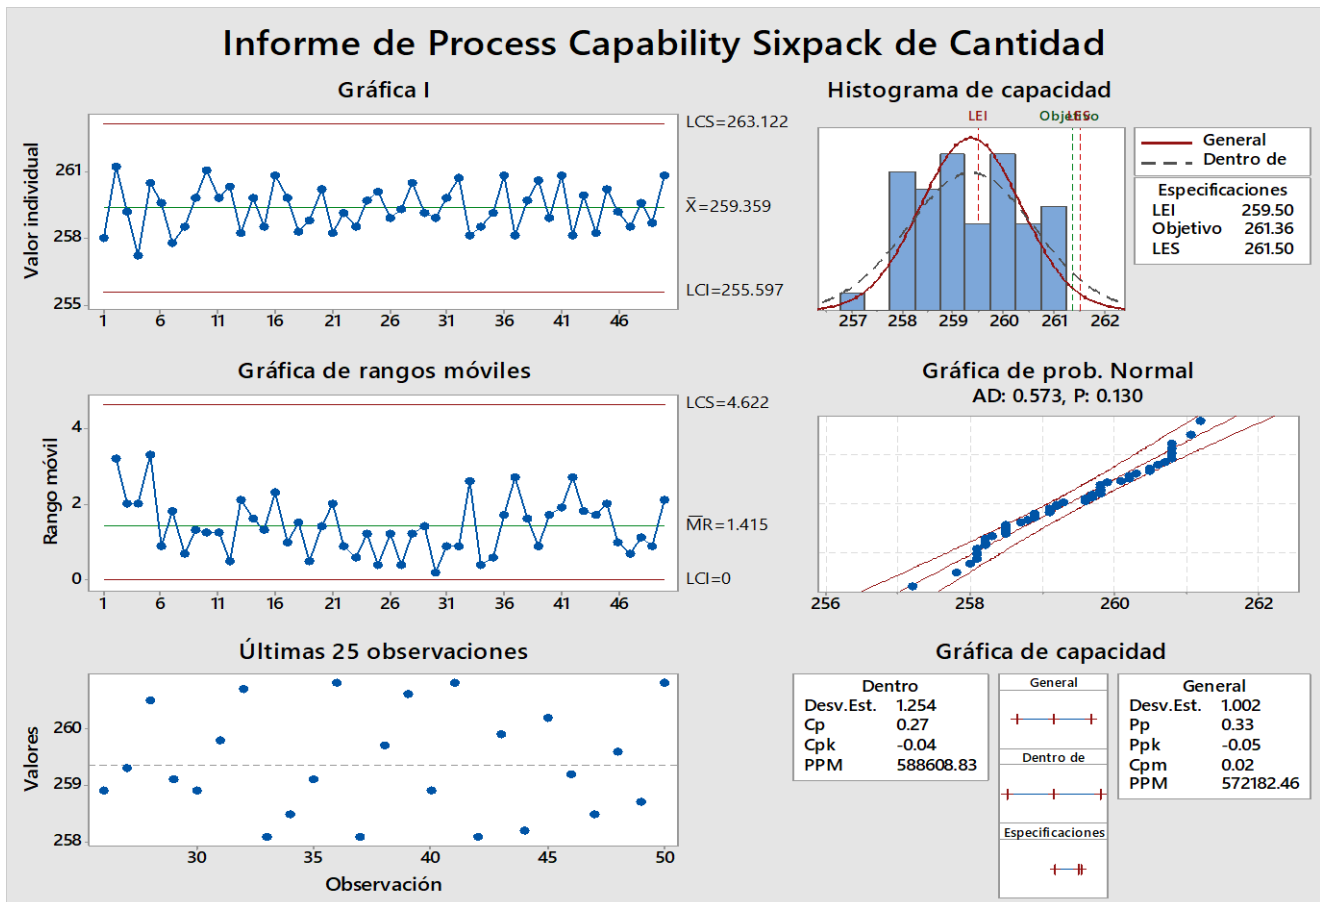 Informe de Process Capability Sixpack de Cantidad
Gráfica I
Valor individual
261
258
255
1 6 11 16 21 26 31 36 41 46
LCS=263.122
X̄=259.359
LCI=255.597
Histograma de capacidad
LEI Objetivo LES
257 258 259 260 261 262
General
Dentro de
Especificaciones
LEI 259.50
Objetivo 261.36
LES 261.50
Gráfica de rangos móviles
Rango móvil
4
2
0
1 6 11 16 21 26 31 36 41 46
LCS=4.622
M̄R=1.415
LCI=0
Gráfica de prob. Normal
AD: 0.573, P: 0.130
256 258 260 262
Últimas 25 observaciones
Valores
260
259
258
30 35 40 45 50
Observación
Gráfica de capacidad
Dentro
Desv.Est. 1.254
Cp 0.27
Cpk -0.04
PPM 588608.83
General
Dentro de
Especificaciones
General
Desv.Est. 1.002
Pp 0.33
Ppk -0.05
Cpm 0.02
PPM 572182.46